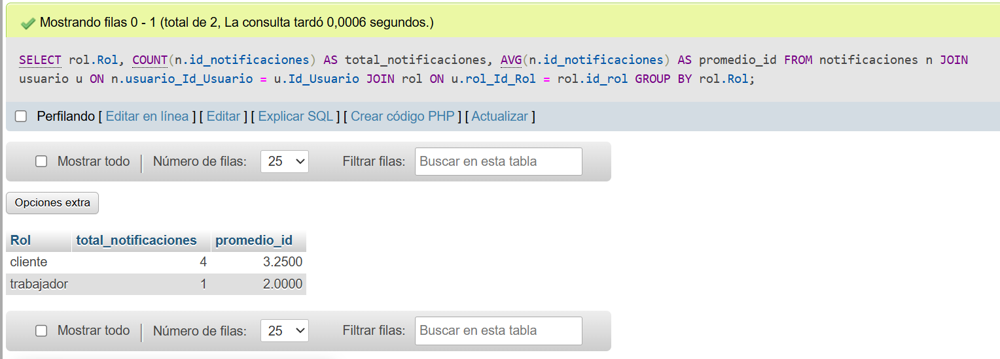 Mostrando filas 0 - 1 (total de 2, La consulta tardó 0,0006 segundos.)
SELECT rol.Rol, COUNT(n.id_notificaciones) AS total_notificaciones, AVG(n.id_notificaciones) AS promedio_id FROM notificaciones n JOIN
usuario u ON n.usuario_Id_Usuario = u.Id_Usuario JOIN rol ON u.rol_Id_Rol = rol.id_rol GROUP BY rol.Rol;
Perfilando [ Editar en línea ] [ Editar ] [ Explicar SQL ] [ Crear código PHP ] [ Actualizar ]
Mostrar todo | Número de filas: 25 Filtrar filas: Buscar en esta tabla
Opciones extra
Rol total_notificaciones promedio_id
cliente 4 3.2500
trabajador 1 2.0000
Mostrar todo | Número de filas: 25 Filtrar filas: Buscar en esta tabla